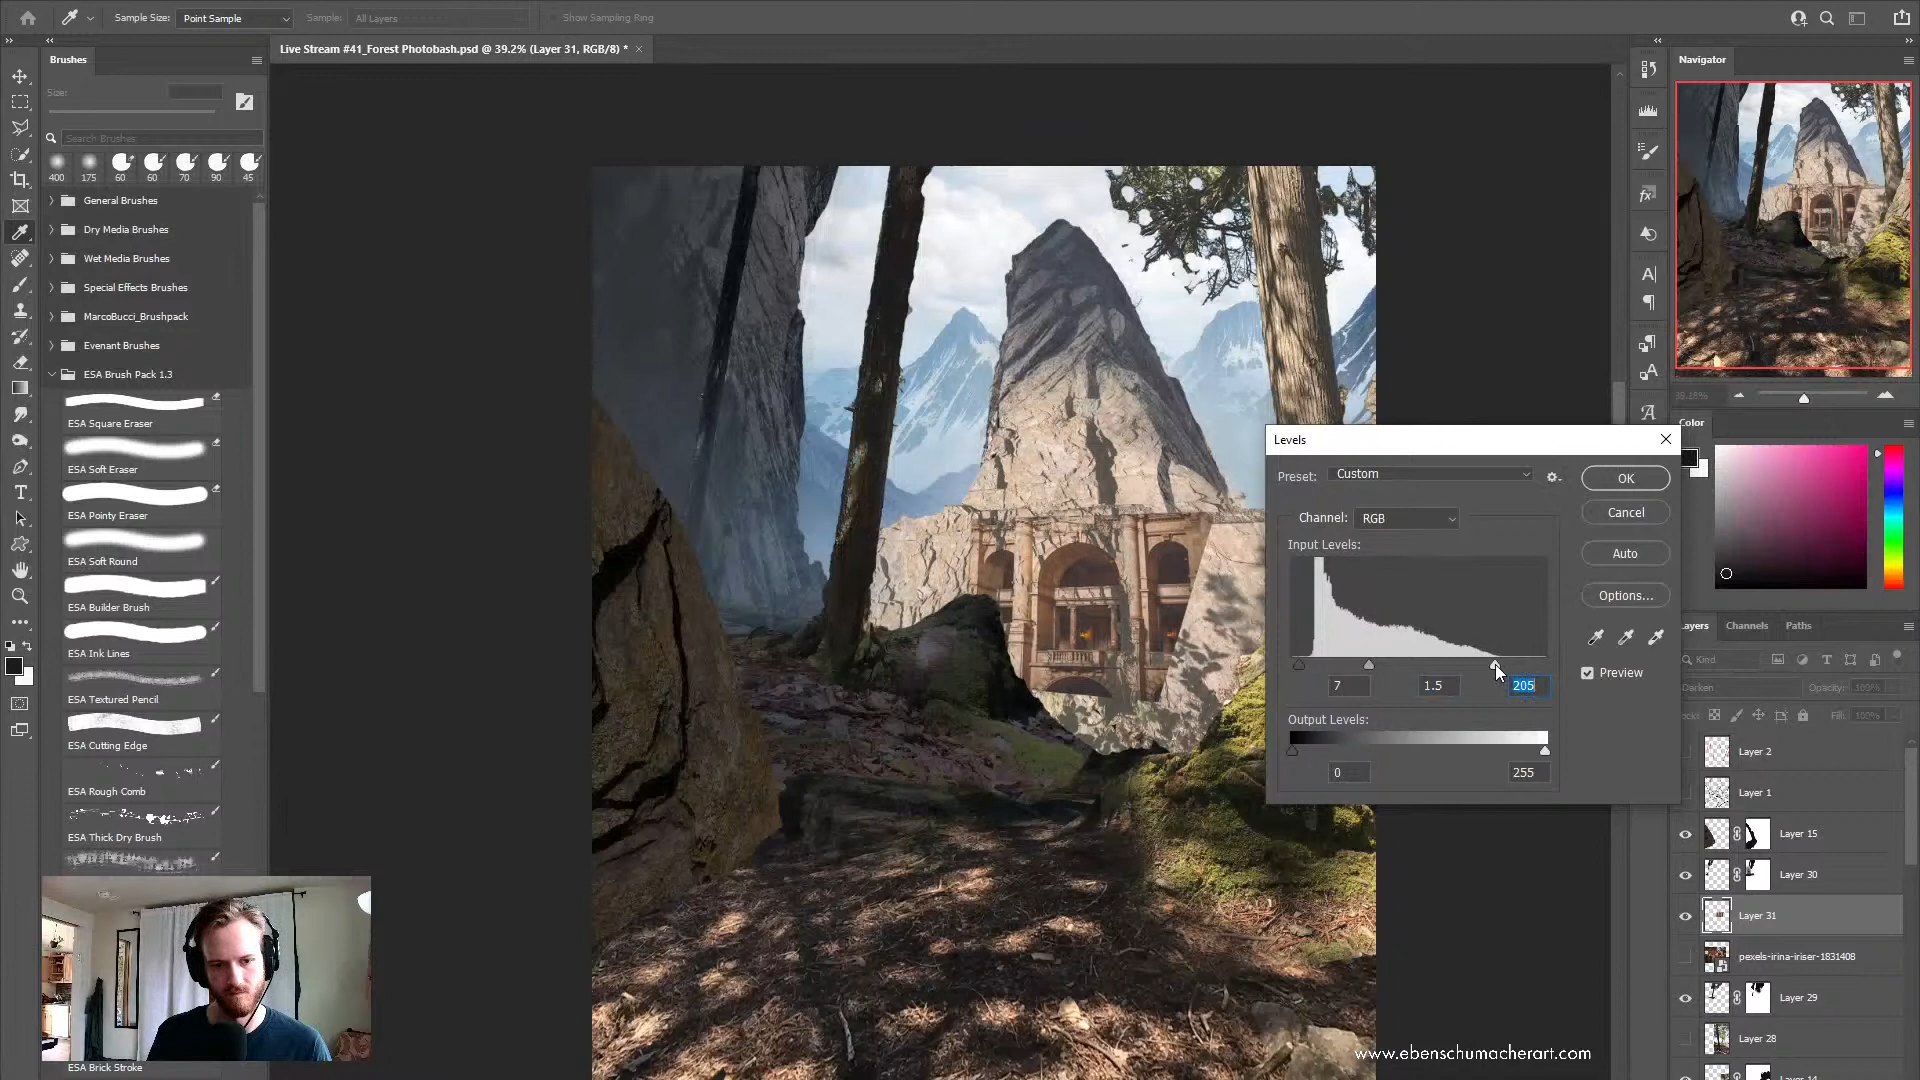 Sample Size: Point Sample Sample: All Layers Show Sampling Ring
Live Stream #41_Forest Photobash.psd @ 39.2% (Layer 31, RGB/8) *
Brushes
Size:
Search Brushes
400 175 60 60 70 90 45
General Brushes
Dry Media Brushes
Wet Media Brushes
Special Effects Brushes
MarcoBucci_Brushpack
Evenant Brushes
ESA Brush Pack 1.3
ESA Square Eraser
ESA Soft Eraser
ESA Pointy Eraser
ESA Soft Round
ESA Builder Brush
ESA Ink Lines
ESA Textured Pencil
ESA Cutting Edge
ESA Rough Comb
ESA Thick Dry Brush
ESA Brick Stroke
Levels
Preset: Custom
OK
Cancel
Channel: RGB
Input Levels:
Auto
Options...
Preview
7 1.5 205
Output Levels:
0 255
Navigator
Color
Layers Channels Paths
Kind
Darken Opacity: 100%
Fill: 100%
Layer 2
Layer 1
Layer 15
Layer 30
Layer 31
pexels-irina-iriser-1831408
Layer 29
Layer 28
www.ebenschumacherart.com